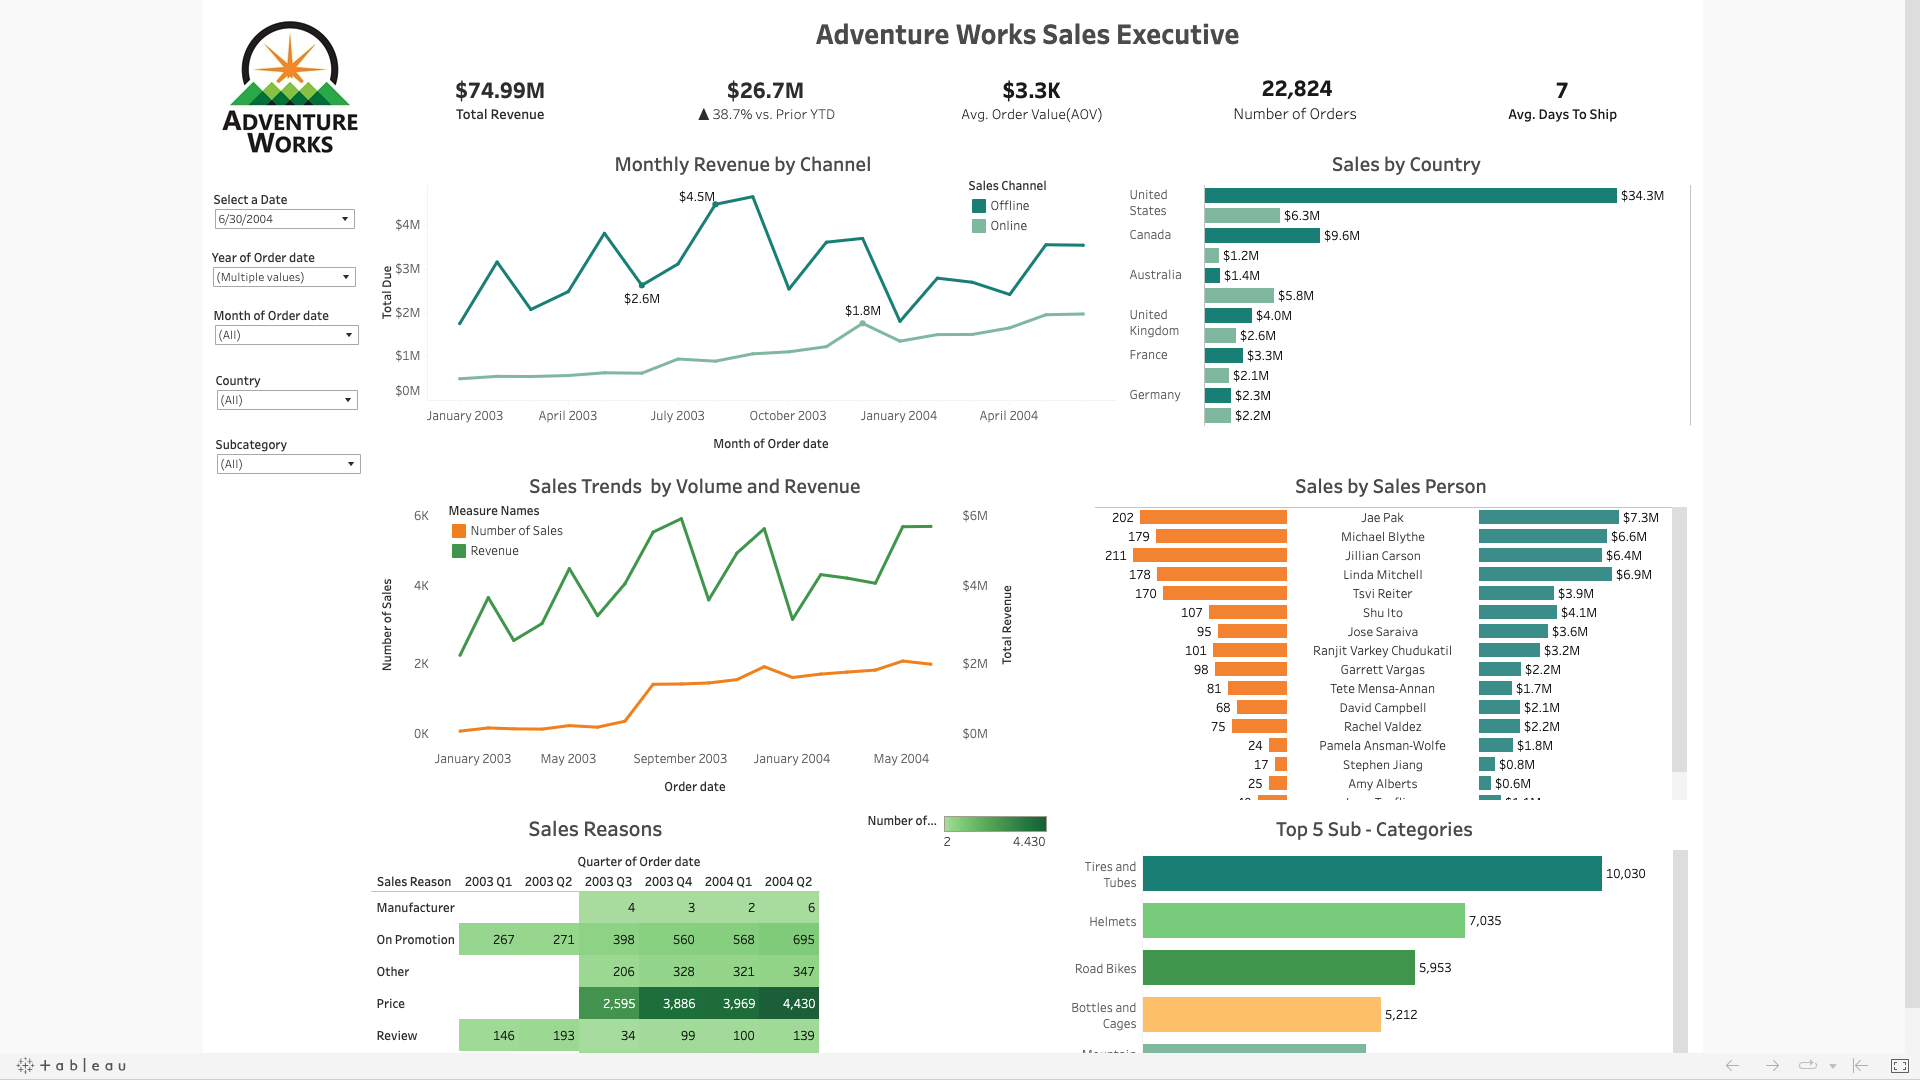 Adventure Works Sales Executive
ADVENTURE
WORKS
$74.99M
Total Revenue
$26.7M
▲ 38.7% vs. Prior YTD
$3.3K
Avg. Order Value(AOV)
22,824
Number of Orders
7
Avg. Days To Ship
Select a Date
6/30/2004
Year of Order date
(Multiple values)
Month of Order date
(All)
Country
(All)
Subcategory
(All)
Monthly Revenue by Channel
Sales Channel
Offline
Online
Total Due
$4M
$3M
$2M
$1M
$0M
$4.5M
$2.6M
$1.8M
January 2003 April 2003 July 2003 October 2003 January 2004 April 2004
Month of Order date
Sales by Country
United
States
$34.3M
$6.3M
Canada $9.6M
$1.2M
Australia $1.4M
$5.8M
United
Kingdom
$4.0M
$2.6M
France $3.3M
$2.1M
Germany $2.3M
$2.2M
Sales Trends  by Volume and Revenue
Measure Names
Number of Sales
Revenue
Number of Sales
6K
4K
2K
0K
$6M
$4M
$2M
$0M
Total Revenue
January 2003 May 2003 September 2003 January 2004 May 2004
Order date
Sales by Sales Person
202 Jae Pak $7.3M
179 Michael Blythe $6.6M
211 Jillian Carson $6.4M
178 Linda Mitchell $6.9M
170 Tsvi Reiter $3.9M
107 Shu Ito $4.1M
95 Jose Saraiva $3.6M
101 Ranjit Varkey Chudukatil $3.2M
98 Garrett Vargas $2.2M
81 Tete Mensa-Annan $1.7M
68 David Campbell $2.1M
75 Rachel Valdez $2.2M
24 Pamela Ansman-Wolfe $1.8M
17 Stephen Jiang $0.8M
25 Amy Alberts $0.6M
Sales Reasons
Number of...
2 4,430
Quarter of Order date
Sales Reason 2003 Q1 2003 Q2 2003 Q3 2003 Q4 2004 Q1 2004 Q2
Manufacturer 4 3 2 6
On Promotion 267 271 398 560 568 695
Other 206 328 321 347
Price 2,595 3,886 3,969 4,430
Review 146 193 34 99 100 139
Top 5 Sub - Categories
Tires and
Tubes
10,030
Helmets 7,035
Road Bikes 5,953
Bottles and
Cages
5,212
+ a b l e a u